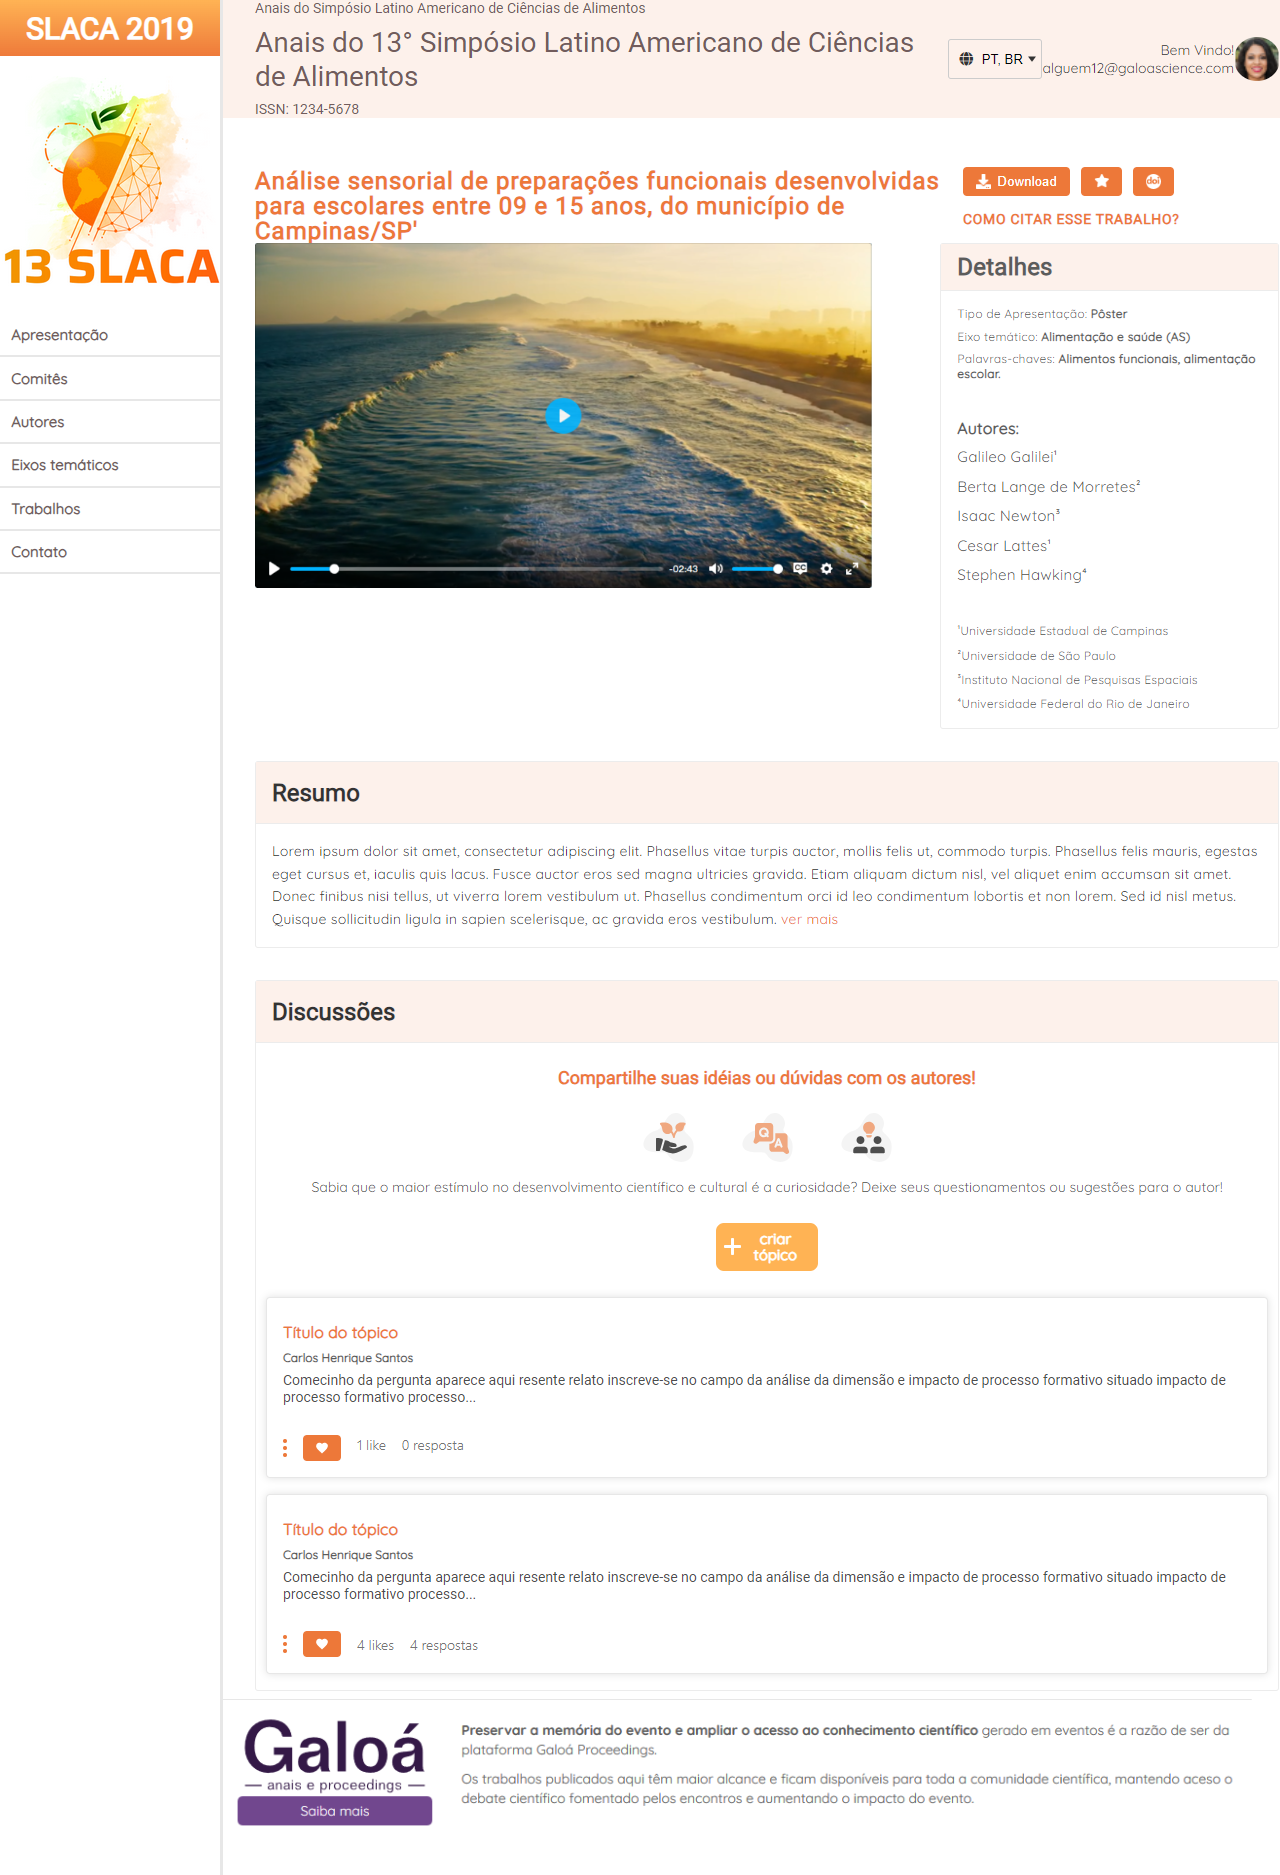 SLACA 2019
Anais do Simpósio Latino Americano de Ciências de Alimentos
Anais do 13° Simpósio Latino Americano de Ciências
de Alimentos
ISSN: 1234-5678
PT, BR
Bem Vindo!
alguem12@galoascience.com
13 SLACA
Apresentação
Comitês
Autores
Eixos temáticos
Trabalhos
Contato
Análise sensorial de preparações funcionais desenvolvidas
para escolares entre 09 e 15 anos, do município de
Campinas/SP'
Download
doi
COMO CITAR ESSE TRABALHO?
-02:43
CC
Detalhes
Tipo de Apresentação: Pôster
Eixo temático: Alimentação e saúde (AS)
Palavras-chaves: Alimentos funcionais, alimentação
escolar.
Autores:
Galileo Galilei¹
Berta Lange de Morretes²
Isaac Newton³
Cesar Lattes¹
Stephen Hawking⁴
¹Universidade Estadual de Campinas
²Universidade de São Paulo
³Instituto Nacional de Pesquisas Espaciais
⁴Universidade Federal do Rio de Janeiro
Resumo
Lorem ipsum dolor sit amet, consectetur adipiscing elit. Phasellus vitae turpis auctor, mollis felis ut, commodo turpis. Phasellus felis mauris, egestas
eget cursus et, iaculis quis lacus. Fusce auctor eros sed magna ultricies gravida. Etiam aliquam dictum nisl, vel aliquet enim accumsan sit amet.
Donec finibus nisi tellus, ut viverra lorem vestibulum ut. Phasellus condimentum orci id leo condimentum lobortis et non lorem. Sed id nisl metus.
Quisque sollicitudin ligula in sapien scelerisque, ac gravida eros vestibulum. ver mais
Discussões
Compartilhe suas idéias ou dúvidas com os autores!
Q
A
Sabia que o maior estímulo no desenvolvimento científico e cultural é a curiosidade? Deixe seus questionamentos ou sugestões para o autor!
criar
tópico
Título do tópico
Carlos Henrique Santos
Comecinho da pergunta aparece aqui resente relato inscreve-se no campo da análise da dimensão e impacto de processo formativo situado impacto de
processo formativo processo...
1 like 0 resposta
Título do tópico
Carlos Henrique Santos
Comecinho da pergunta aparece aqui resente relato inscreve-se no campo da análise da dimensão e impacto de processo formativo situado impacto de
processo formativo processo...
4 likes 4 respostas
Galoá
anais e proceedings
Saiba mais
Preservar a memória do evento e ampliar o acesso ao conhecimento científico gerado em eventos é a razão de ser da
plataforma Galoá Proceedings.
Os trabalhos publicados aqui têm maior alcance e ficam disponíveis para toda a comunidade científica, mantendo aceso o
debate científico fomentado pelos encontros e aumentando o impacto do evento.